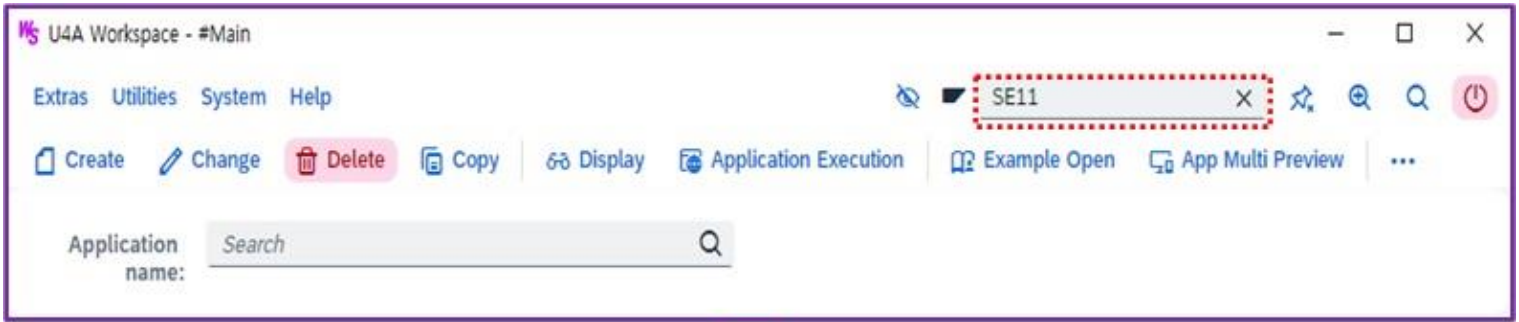 WS U4A Workspace - #Main
Extras Utilities System Help SE11
Create Change Delete Copy Display Application Execution Example Open App Multi Preview ...
Application Search
name: